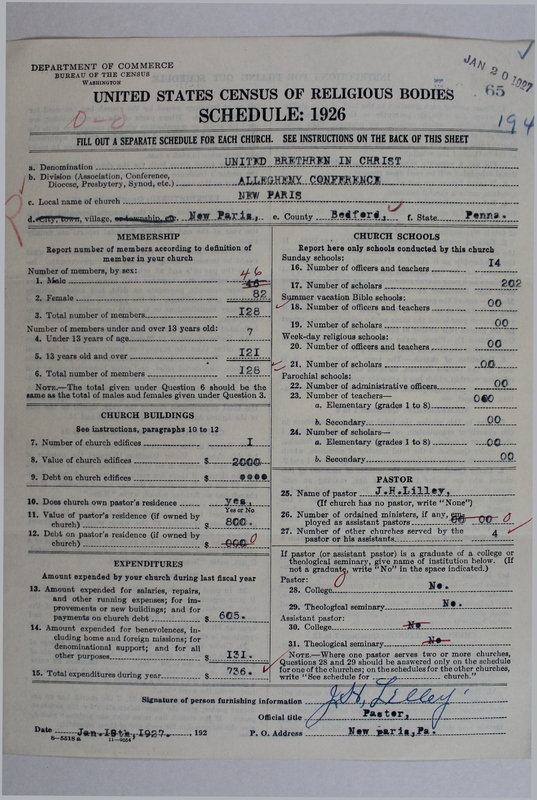 JAN 20 1927
65
194
DEPARTMENT OF COMMERCE
BUREAU OF THE CENSUS
WASHINGTON
UNITED STATES CENSUS OF RELIGIOUS BODIES
SCHEDULE: 1926
0-0
FILL OUT A SEPARATE SCHEDULE FOR EACH CHURCH. SEE INSTRUCTIONS ON THE BACK OF THIS SHEET
a. Denomination UNITED BRETHREN IN CHRIST
b. Division (Association, Conference,
Diocese, Presbytery, Synod, etc.) ALLEGHENY CONFERENCE
c. Local name of church NEW PARIS
d. City, town, village, or township, etc. New Paris, e. County Bedford, f. State Penna.
MEMBERSHIP
Report number of members according to definition of
member in your church
Number of members, by sex:
1. Male 46
2. Female 82
3. Total number of members 128
Number of members under and over 13 years old:
4. Under 13 years of age 7
5. 13 years old and over 121
6. Total number of members 128
NOTE.—The total given under Question 6 should be the
same as the total of males and females given under Question 3.
CHURCH BUILDINGS
See instructions, paragraphs 10 to 12
7. Number of church edifices 1
8. Value of church edifices $ 2000
9. Debt on church edifices $ 0000
10. Does church own pastor's residence yes,
Yes or No
11. Value of pastor's residence (if owned by
church) $ 800.
12. Debt on pastor's residence (if owned by
church) $ 000 0
EXPENDITURES
Amount expended by your church during last fiscal year
13. Amount expended for salaries, repairs,
and other running expenses; for im-
provements or new buildings; and for
payments on church debt $ 605.
14. Amount expended for benevolences, in-
cluding home and foreign missions; for
denominational support; and for all
other purposes $ 131.
15. Total expenditures during year $ 736.
CHURCH SCHOOLS
Report here only schools conducted by this church
Sunday schools:
16. Number of officers and teachers 14
17. Number of scholars 202
Summer vacation Bible schools:
18. Number of officers and teachers 00
19. Number of scholars 00
Week-day religious schools:
20. Number of officers and teachers 00
21. Number of scholars 00
Parochial schools:
22. Number of administrative officers 00
23. Number of teachers—
a. Elementary (grades 1 to 8) 000
b. Secondary 00
24. Number of scholars—
a. Elementary (grades 1 to 8) 00
b. Secondary 00
PASTOR
25. Name of pastor J.H.Lilley,
(If church has no pastor, write "None")
26. Number of ordained ministers, if any, em-
ployed as assistant pastors 00 00 0
27. Number of other churches served by the
pastor or his assistants 4
If pastor (or assistant pastor) is a graduate of a college or
theological seminary, give name of institution below. (If
not a graduate, write "No" in the space indicated.)
Pastor:
28. College No.
29. Theological seminary No.
Assistant pastor:
30. College No
31. Theological seminary No
NOTE.—Where one pastor serves two or more churches,
Questions 28 and 29 should be answered only on the schedule
for one of the churches; on the schedules for the other churches,
write "See schedule for church."
Signature of person furnishing information J.H. Lilley
Official title Pastor,
Date Jan. 19th, 1927. , 192 P. O. Address New paris, Pa.